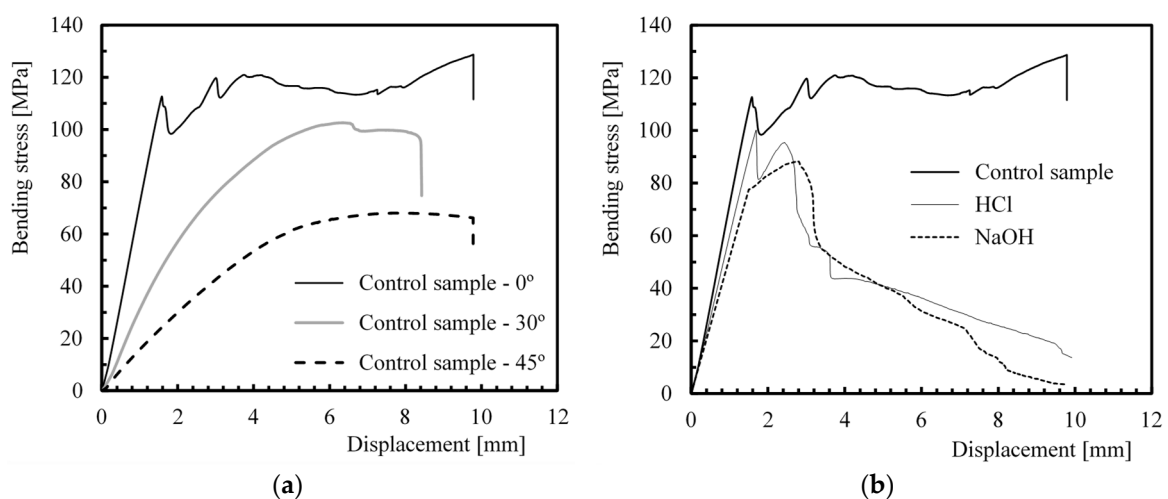 140
120
100
80
60
40
20
0
Bending stress [MPa]
Control sample - 0º
Control sample - 30º
Control sample - 45º
0 2 4 6 8 10 12
Displacement [mm]
(a)
140
120
100
80
60
40
20
0
Bending stress [MPa]
Control sample
HCl
NaOH
0 2 4 6 8 10 12
Displacement [mm]
(b)